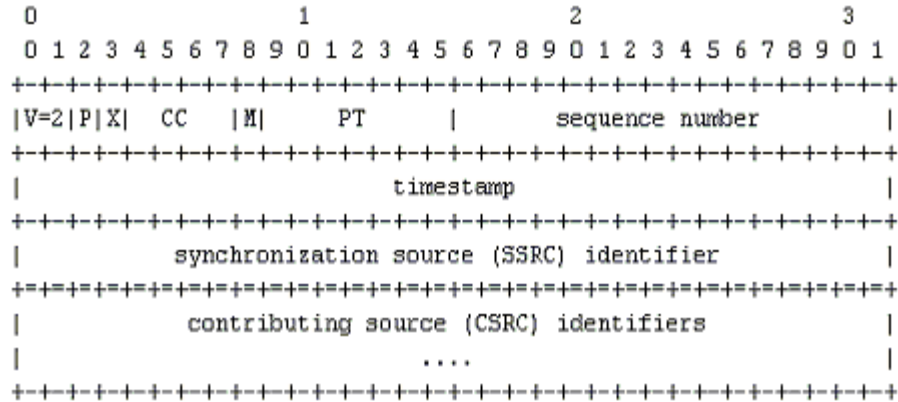 0                   1                   2                   3
0 1 2 3 4 5 6 7 8 9 0 1 2 3 4 5 6 7 8 9 0 1 2 3 4 5 6 7 8 9 0 1
+-+-+-+-+-+-+-+-+-+-+-+-+-+-+-+-+-+-+-+-+-+-+-+-+-+-+-+-+-+-+-+-+
|V=2|P|X|  CC   |M|     PT      |       sequence number         |
+-+-+-+-+-+-+-+-+-+-+-+-+-+-+-+-+-+-+-+-+-+-+-+-+-+-+-+-+-+-+-+-+
|                           timestamp                           |
+-+-+-+-+-+-+-+-+-+-+-+-+-+-+-+-+-+-+-+-+-+-+-+-+-+-+-+-+-+-+-+-+
|           synchronization source (SSRC) identifier            |
+=+=+=+=+=+=+=+=+=+=+=+=+=+=+=+=+=+=+=+=+=+=+=+=+=+=+=+=+=+=+=+=+
|            contributing source (CSRC) identifiers             |
|                             ....                              |
+-+-+-+-+-+-+-+-+-+-+-+-+-+-+-+-+-+-+-+-+-+-+-+-+-+-+-+-+-+-+-+-+